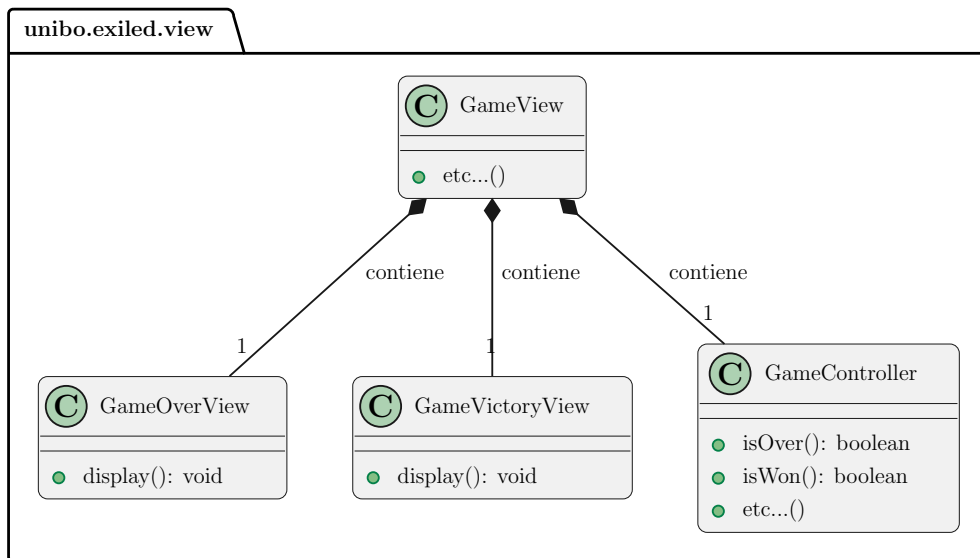 unibo.exiled.view
C GameView
etc...()
contiene
contiene
contiene
1
1
1
C GameOverView
display(): void
C GameVictoryView
display(): void
C GameController
isOver(): boolean
isWon(): boolean
etc...()